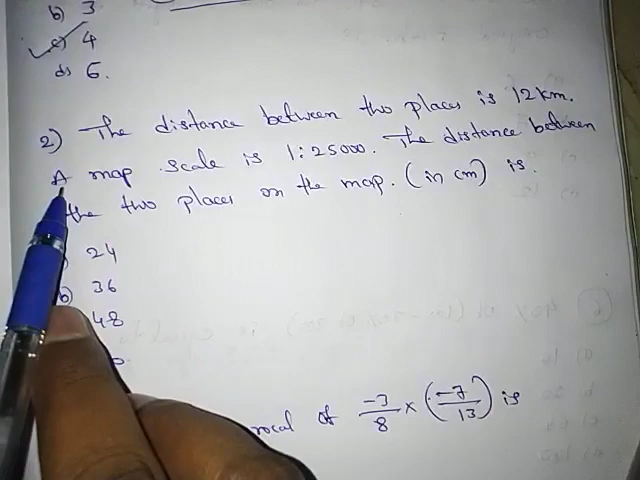 b) 3
c) 4
d) 6.
2) The distance between two places is 12 km.
A map scale is 1:25000. The distance between
the two places on the map. (in cm) is.
24
b) 36
48
rocal of -3/8 × (-7/13) is